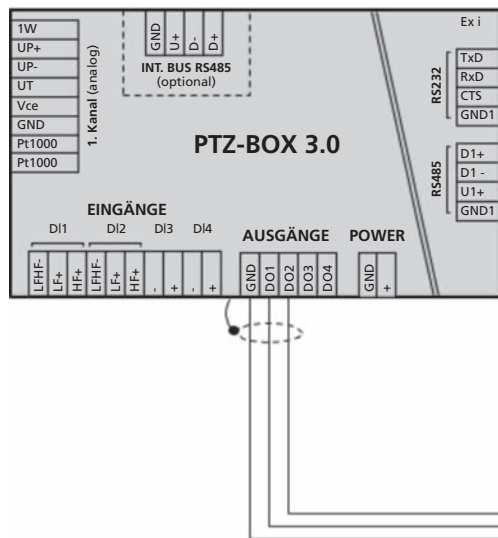 1W
UP+
UP-
UT
Vce
GND
Pt1000
Pt1000
1. Kanal (analog)
GND
U+
D-
D+
INT. BUS RS485
(optional)
Ex i
RS232
TxD
RxD
CTS
GND1
PTZ-BOX 3.0
RS485
D1+
D1 -
U1+
GND1
EINGÄNGE
DI1 DI2 DI3 DI4
LFHF-
LF+
HF+
LFHF-
LF+
HF+
-
+
-
+
AUSGÄNGE
GND
DO1
DO2
DO3
DO4
POWER
GND
+